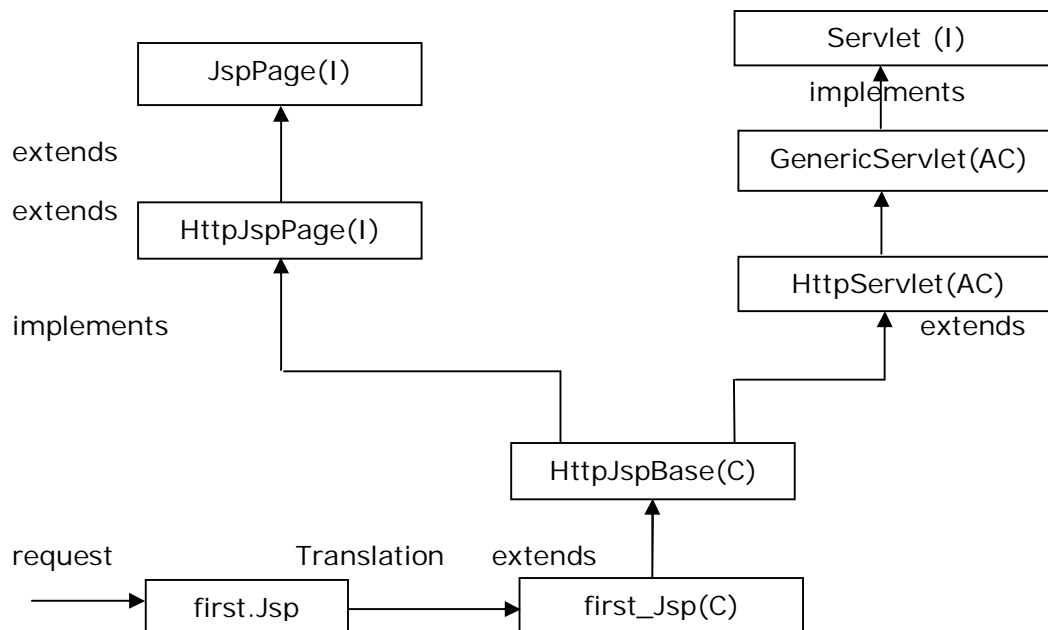 Servlet (I)
JspPage(I)
implements
extends
GenericServlet(AC)
extends
HttpJspPage(I)
HttpServlet(AC)
implements
extends
HttpJspBase(C)
request
Translation
extends
first.Jsp
first_Jsp(C)